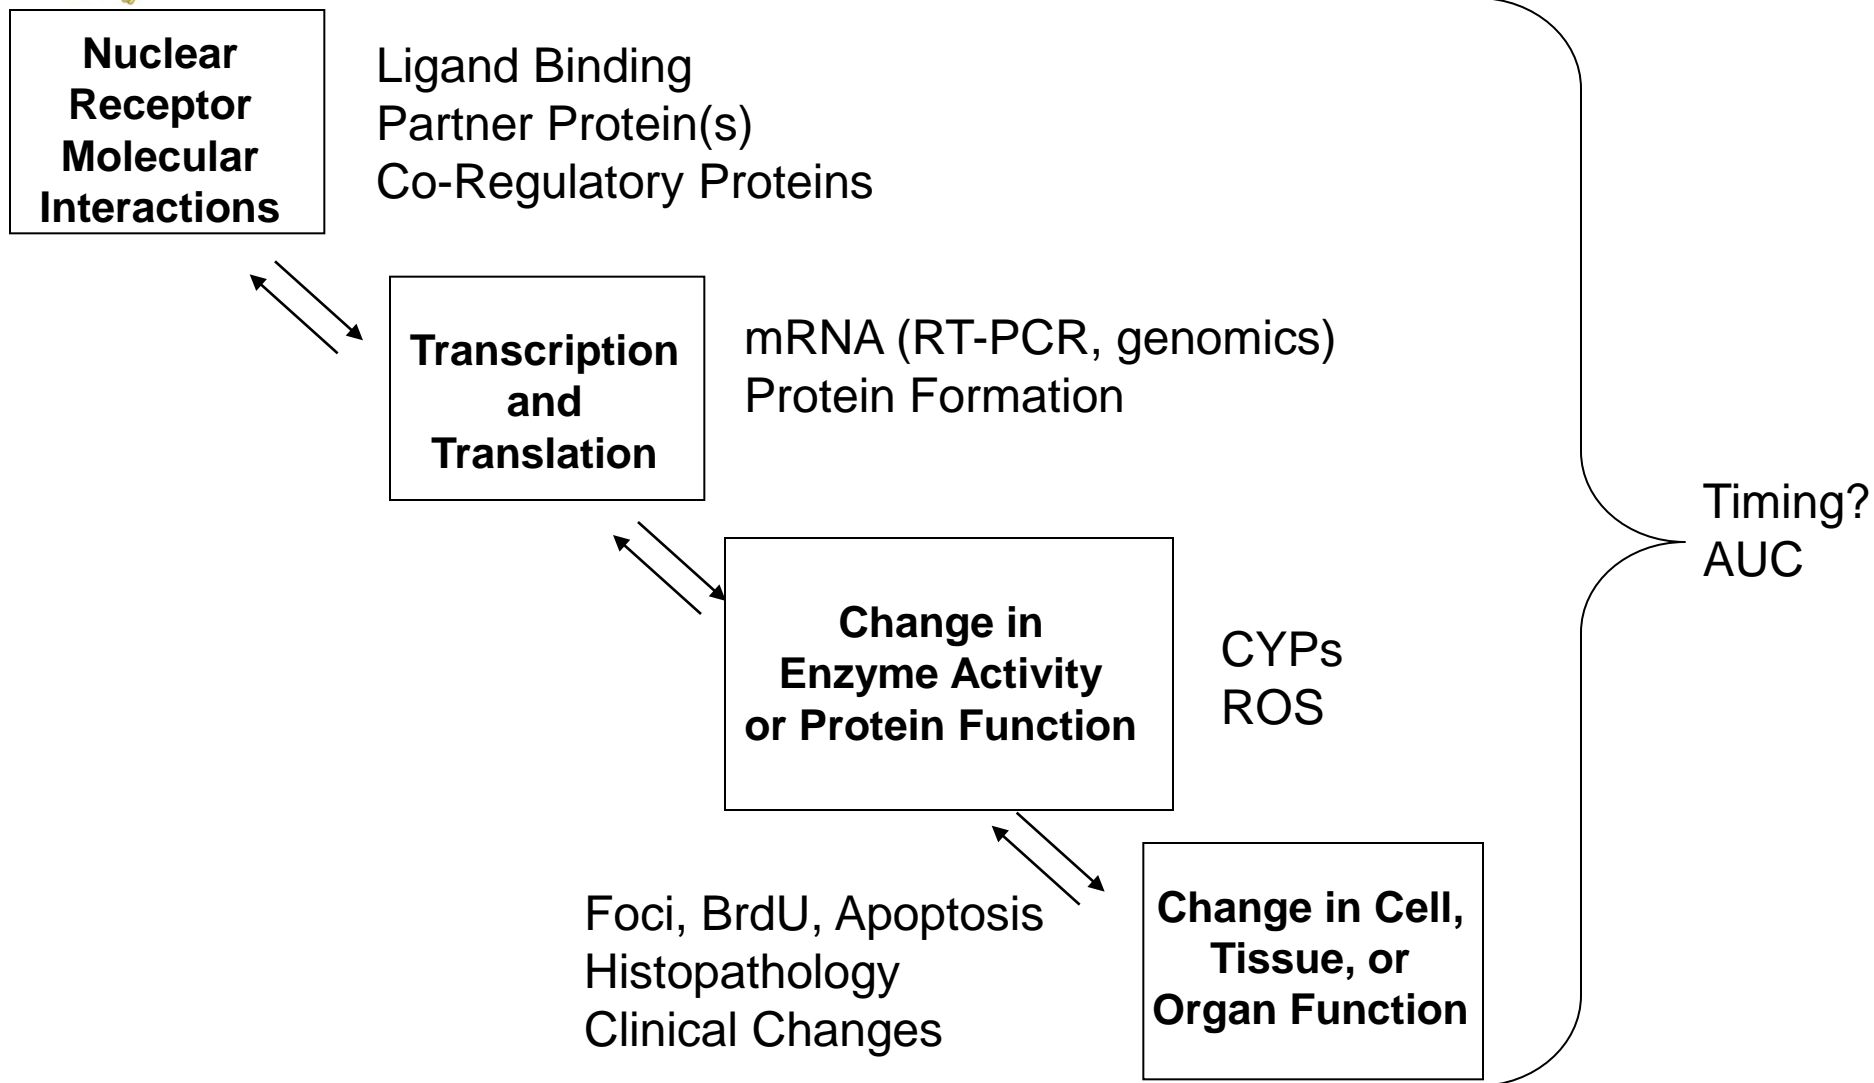 Nuclear
Receptor
Molecular
Interactions
Ligand Binding
Partner Protein(s)
Co-Regulatory Proteins
Transcription
and
Translation
mRNA (RT-PCR, genomics)
Protein Formation
Change in
Enzyme Activity
or Protein Function
CYPs
ROS
Timing?
AUC
Foci, BrdU, Apoptosis
Histopathology
Clinical Changes
Change in Cell,
Tissue, or
Organ Function